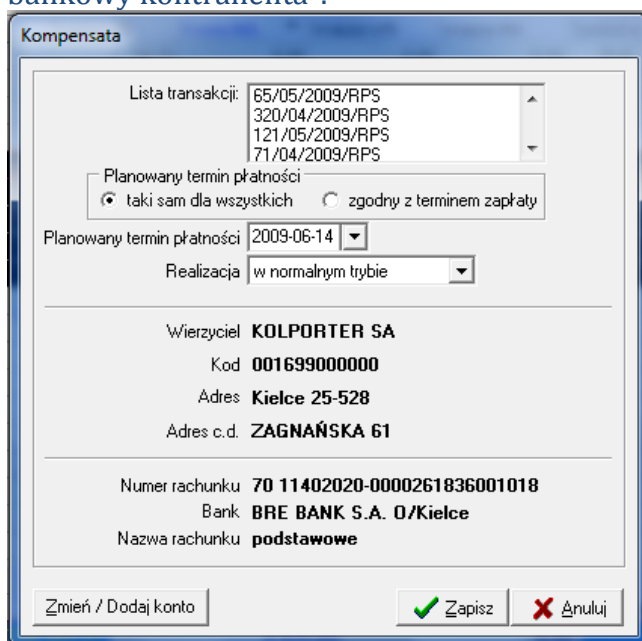 bankowy kontrahenta".
Kompensata
Lista transakcji: 65/05/2009/RPS
320/04/2009/RPS
121/05/2009/RPS
71/04/2009/RPS
Planowany termin płatności
taki sam dla wszystkich zgodny z terminem zapłaty
Planowany termin płatności 2009-06-14
Realizacja w normalnym trybie
Wierzyciel KOLPORTER SA
Kod 001699000000
Adres Kielce 25-528
Adres c.d. ZAGNAŃSKA 61
Numer rachunku 70 11402020-0000261836001018
Bank BRE BANK S.A. O/Kielce
Nazwa rachunku podstawowe
Zmień / Dodaj konto Zapisz Anuluj